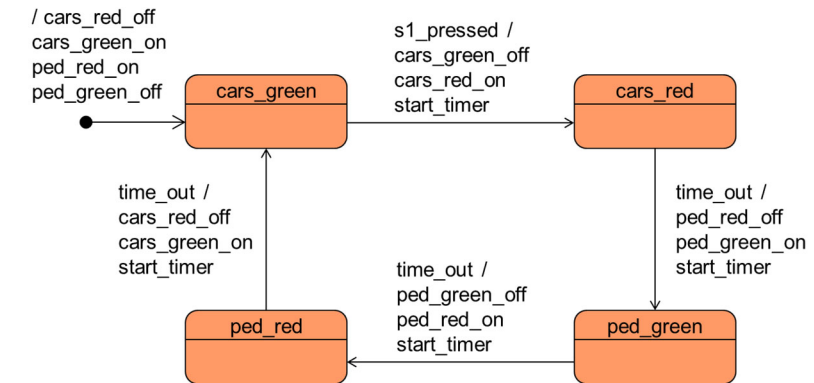 / cars_red_off
cars_green_on
ped_red_on
ped_green_off
cars_green
s1_pressed /
cars_green_off
cars_red_on
start_timer
cars_red
time_out /
cars_red_off
cars_green_on
start_timer
time_out /
ped_red_off
ped_green_on
start_timer
time_out /
ped_green_off
ped_red_on
start_timer
ped_red
ped_green